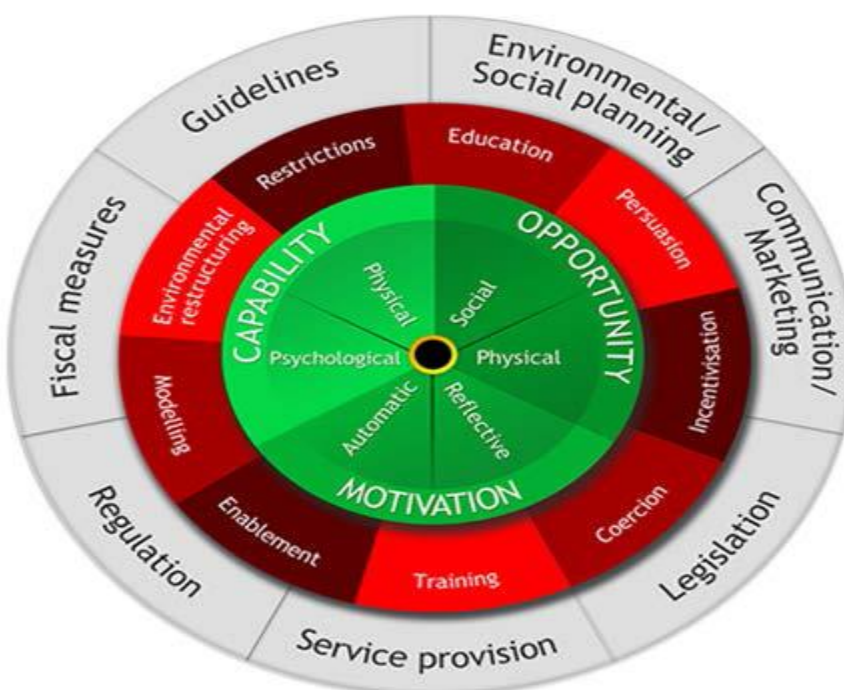 Environmental/
Social planning
Communication/
Marketing
Legislation
Service provision
Regulation
Fiscal measures
Guidelines
Education
Persuasion
Incentivisation
Coercion
Training
Enablement
Modelling
Environmental
restructuring
Restrictions
CAPABILITY
OPPORTUNITY
MOTIVATION
Physical
Psychological
Social
Physical
Automatic
Reflective